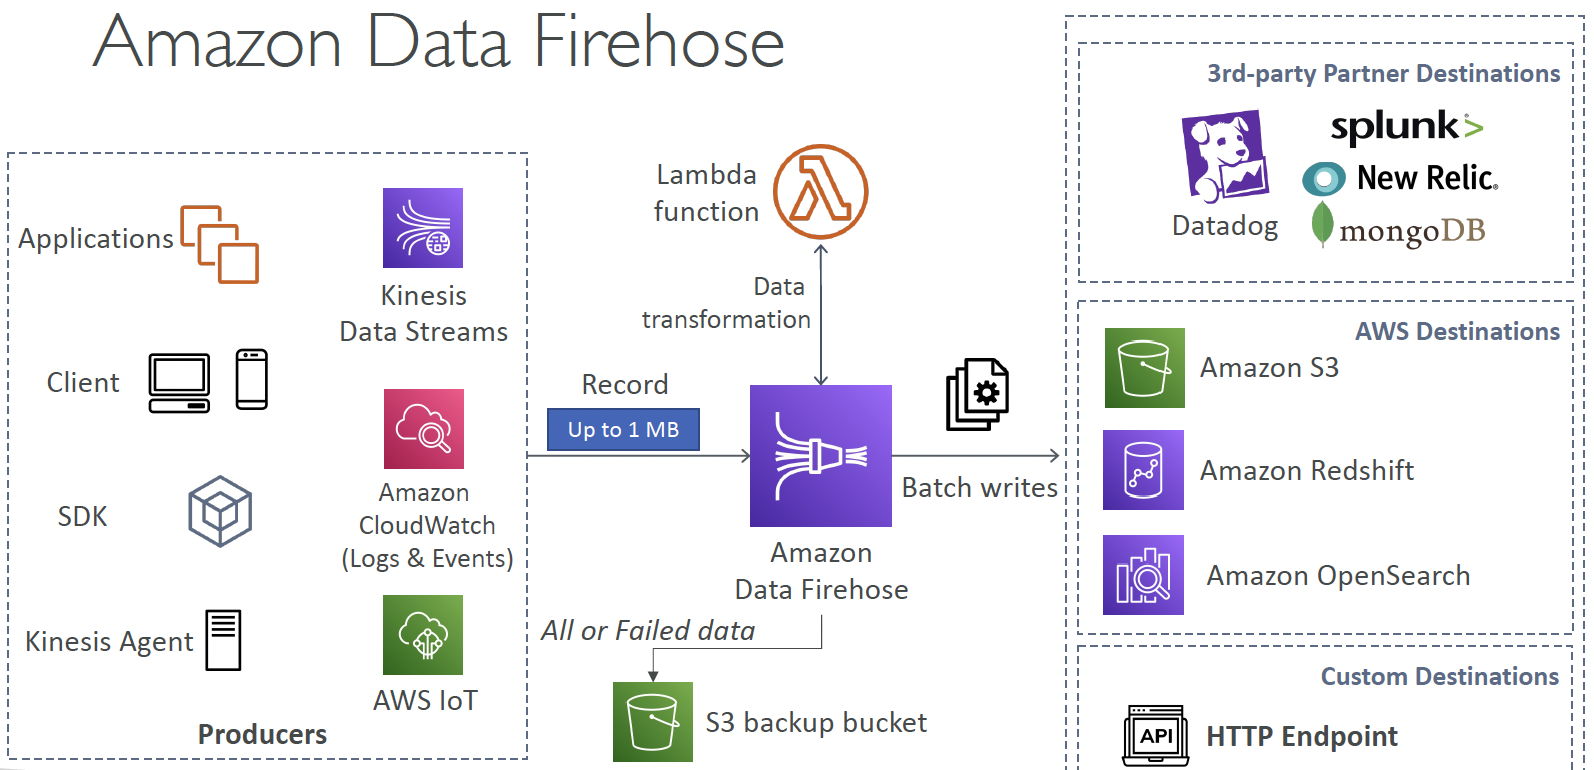 Amazon Data Firehose
Applications
Client
SDK
Kinesis Agent
Kinesis
Data Streams
Amazon
CloudWatch
(Logs & Events)
AWS IoT
Producers
Record
Up to 1 MB
Lambda
function
Data
transformation
Amazon
Data Firehose
Batch writes
All or Failed data
S3 backup bucket
3rd-party Partner Destinations
Datadog
splunk>
New Relic®
mongoDB
AWS Destinations
Amazon S3
Amazon Redshift
Amazon OpenSearch
Custom Destinations
API
HTTP Endpoint